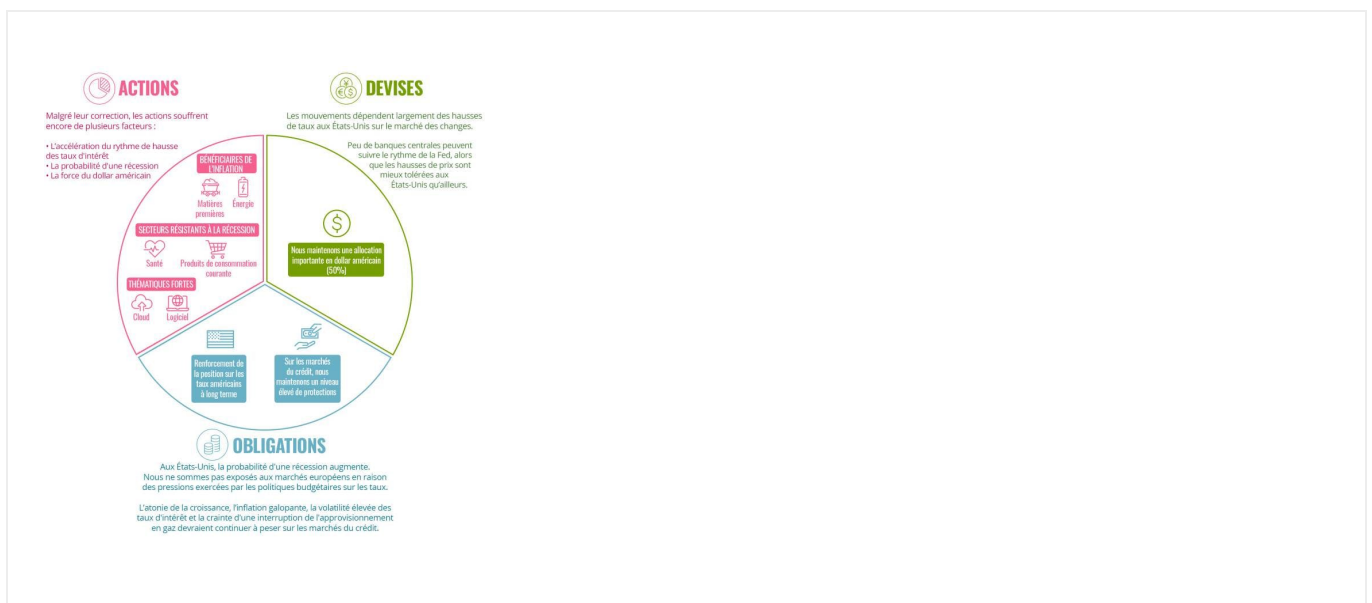 ACTIONS
Malgré leur correction, les actions souffrent
encore de plusieurs facteurs :
• L'accélération du rythme de hausse
des taux d'intérêt
• La probabilité d'une récession
• La force du dollar américain
BÉNÉFICIAIRES DE
L'INFLATION
Matières
premières
Énergie
SECTEURS RÉSISTANTS À LA RÉCESSION
Santé
Produits de consommation
courante
THÉMATIQUES FORTES
Cloud
Logiciel
DEVISES
Les mouvements dépendent largement des hausses
de taux aux États-Unis sur le marché des changes.
Peu de banques centrales peuvent
suivre le rythme de la Fed, alors
que les hausses de prix sont
mieux tolérées aux
États-Unis qu'ailleurs.
Nous maintenons une allocation
importante en dollar américain
(50%)
Renforcement de
la position sur les
taux américains
à long terme
Sur les marchés
du crédit, nous
maintenons un niveau
élevé de protections
OBLIGATIONS
Aux États-Unis, la probabilité d'une récession augmente.
Nous ne sommes pas exposés aux marchés européens en raison
des pressions exercées par les politiques budgétaires sur les taux.
L'atonie de la croissance, l'inflation galopante, la volatilité élevée des
taux d'intérêt et la crainte d'une interruption de l'approvisionnement
en gaz devraient continuer à peser sur les marchés du crédit.